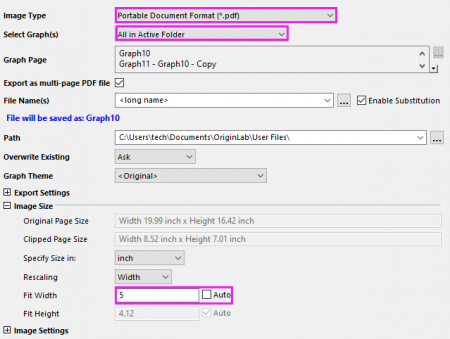 Image Type Portable Document Format (*.pdf)
Select Graph(s) All in Active Folder
Graph Page Graph10
Graph11 - Graph10 - Copy
Export as multi-page PDF file
File Name(s) <long name> ... Enable Substitution
File will be saved as: Graph10
Path C:\Users\tech\Documents\OriginLab\User Files\ ...
Overwrite Existing Ask
Graph Theme <Original>
Export Settings
Image Size
Original Page Size Width 19.99 inch x Height 16.42 inch
Clipped Page Size Width 8.52 inch x Height 7.01 inch
Specify Size in: inch
Rescaling Width
Fit Width 5 Auto
Fit Height 4.12 Auto
Image Settings